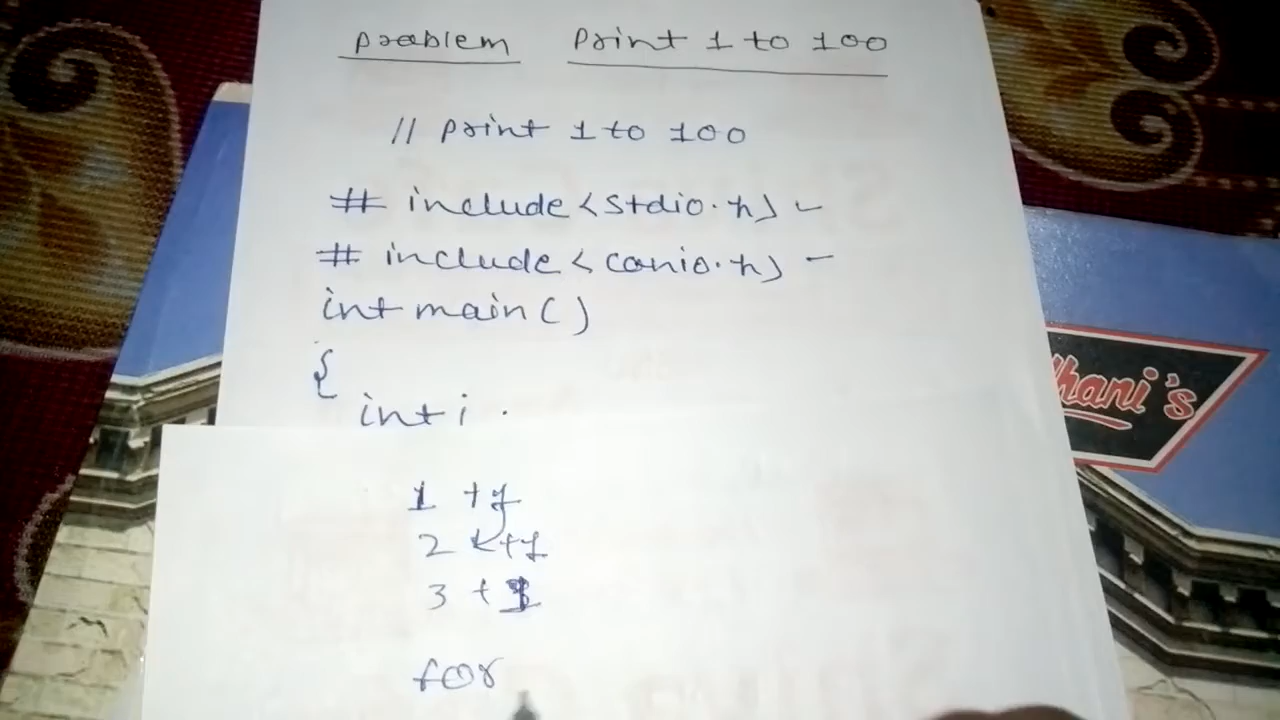 problem Print 1 to 100
// print 1 to 100
# include <stdio.h>
# include <conio.h>
int main ( )
{
int i
1 +1
2 +1
3 +1
for
hani's